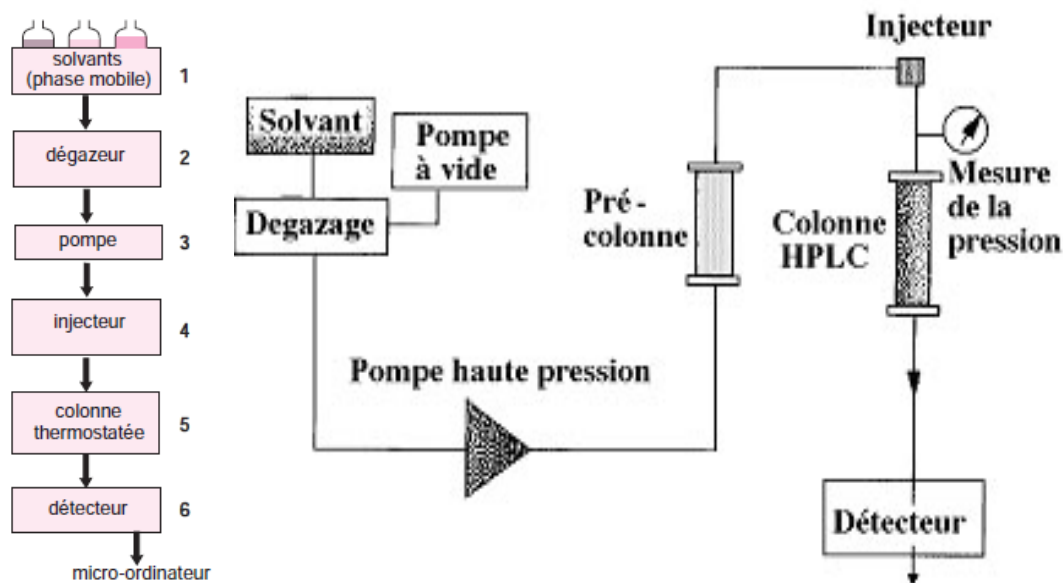 solvants
(phase mobile)
1
dégazeur
2
pompe
3
injecteur
4
colonne
thermostatée
5
détecteur
6
micro-ordinateur
Solvant
Pompe
à vide
Degazage
Pompe haute pression
Pré -
colonne
Injecteur
Mesure
de la
pression
Colonne
HPLC
Détecteur